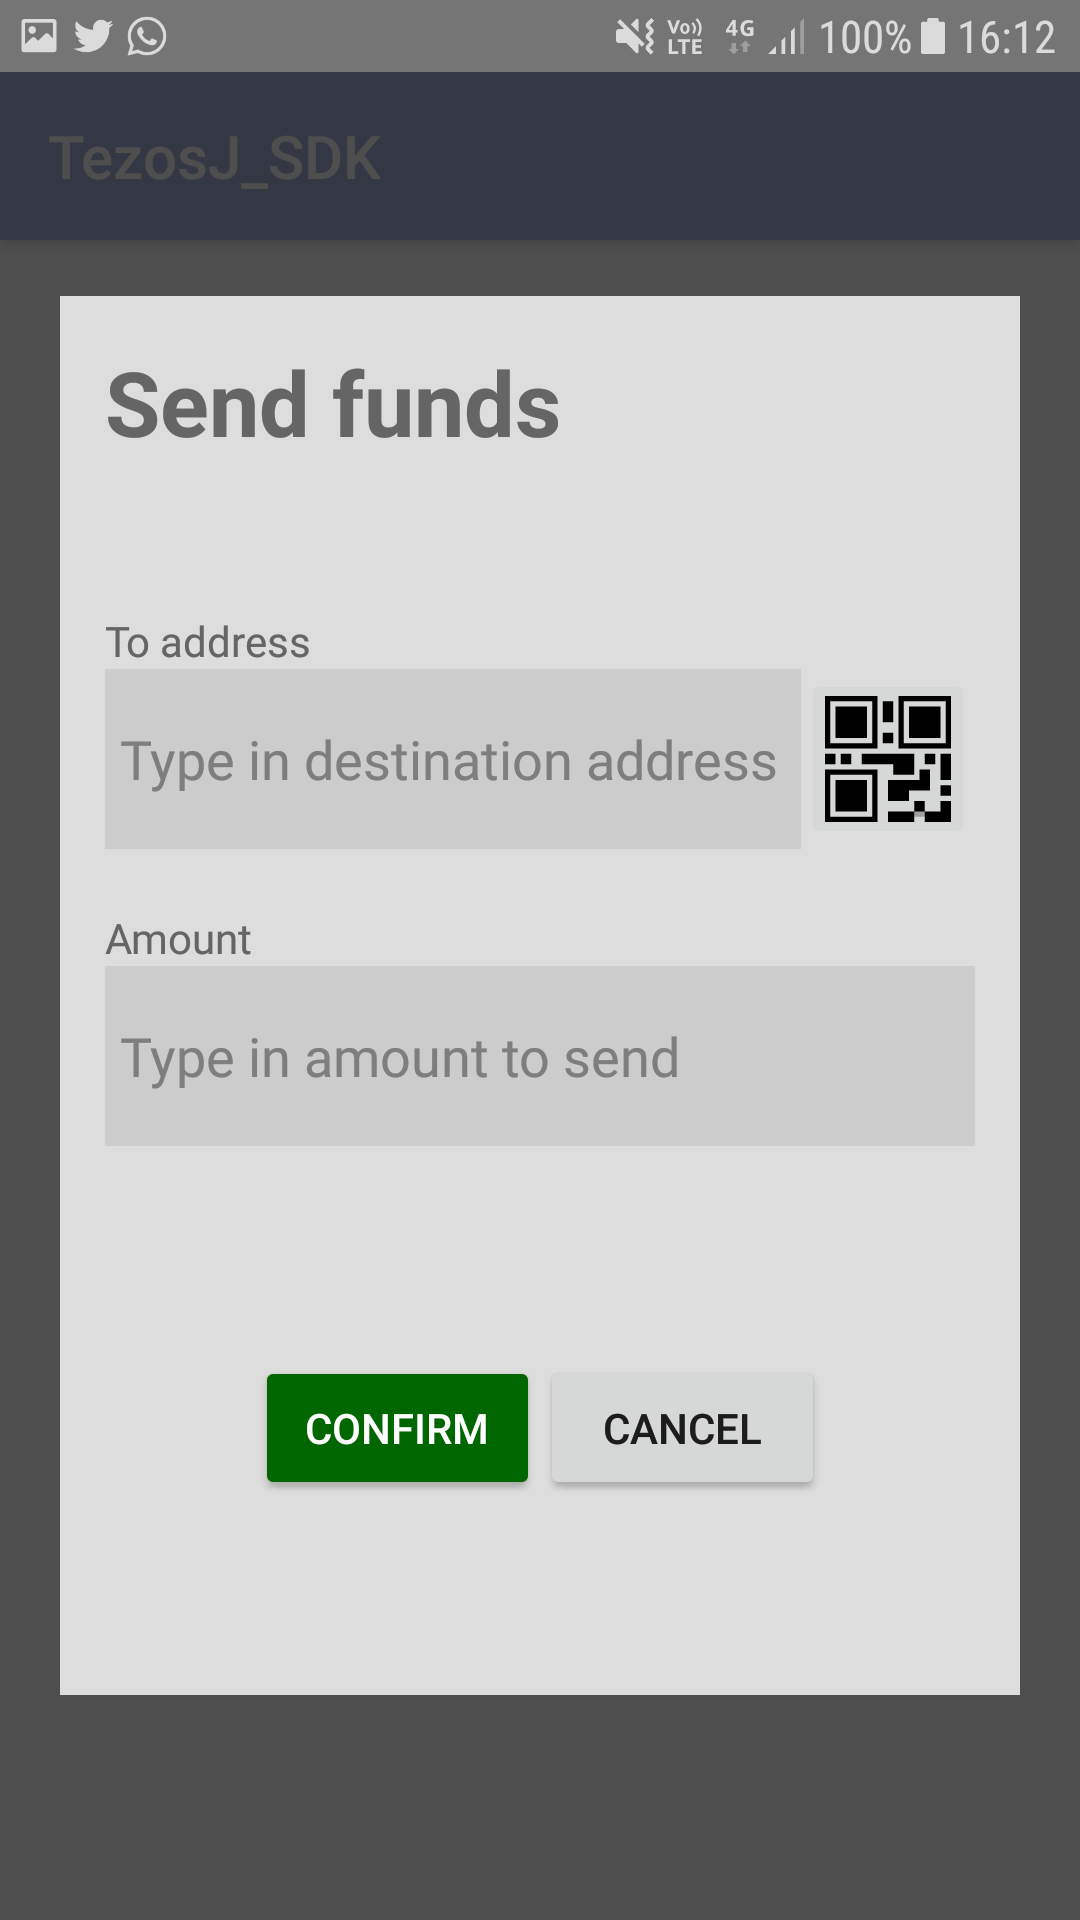 Vo)) 4G 100% 16:12
LTE
TezosJ_SDK
Send funds
To address
Type in destination address
Amount
Type in amount to send
CONFIRM CANCEL